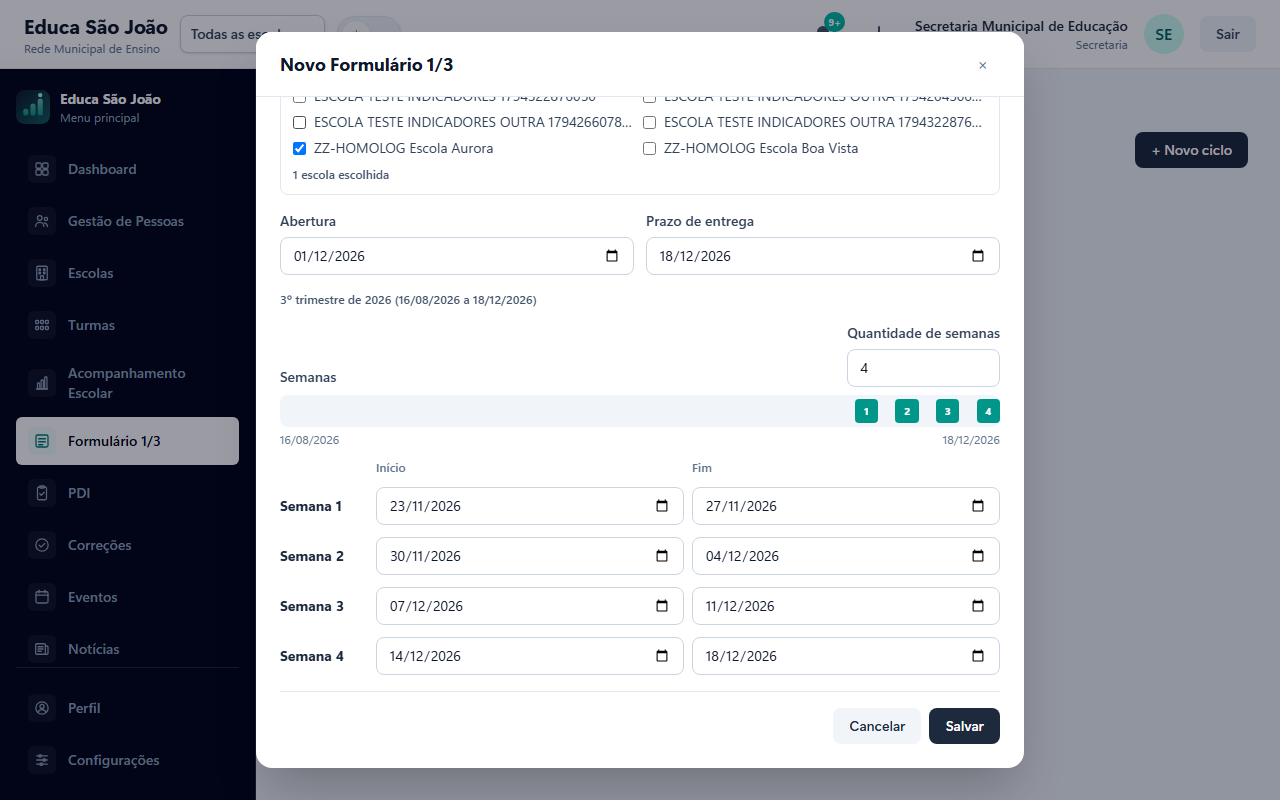 Educa São João
Rede Municipal de Ensino
Todas as
9+
Secretaria Municipal de Educação
Secretaria
SE
Sair
Educa São João
Menu principal
Dashboard
Gestão de Pessoas
Escolas
Turmas
Acompanhamento
Escolar
Formulário 1/3
PDI
Correções
Eventos
Notícias
Perfil
Configurações
+ Novo ciclo
Novo Formulário 1/3
×
ESCOLA TESTE INDICADORES OUTRA 1794266078...
ESCOLA TESTE INDICADORES OUTRA 1794322876...
ZZ-HOMOLOG Escola Aurora
ZZ-HOMOLOG Escola Boa Vista
1 escola escolhida
Abertura
Prazo de entrega
01/12/2026
18/12/2026
3º trimestre de 2026 (16/08/2026 a 18/12/2026)
Quantidade de semanas
4
Semanas
1 2 3 4
16/08/2026
18/12/2026
Início
Fim
Semana 1
23/11/2026
27/11/2026
Semana 2
30/11/2026
04/12/2026
Semana 3
07/12/2026
11/12/2026
Semana 4
14/12/2026
18/12/2026
Cancelar
Salvar